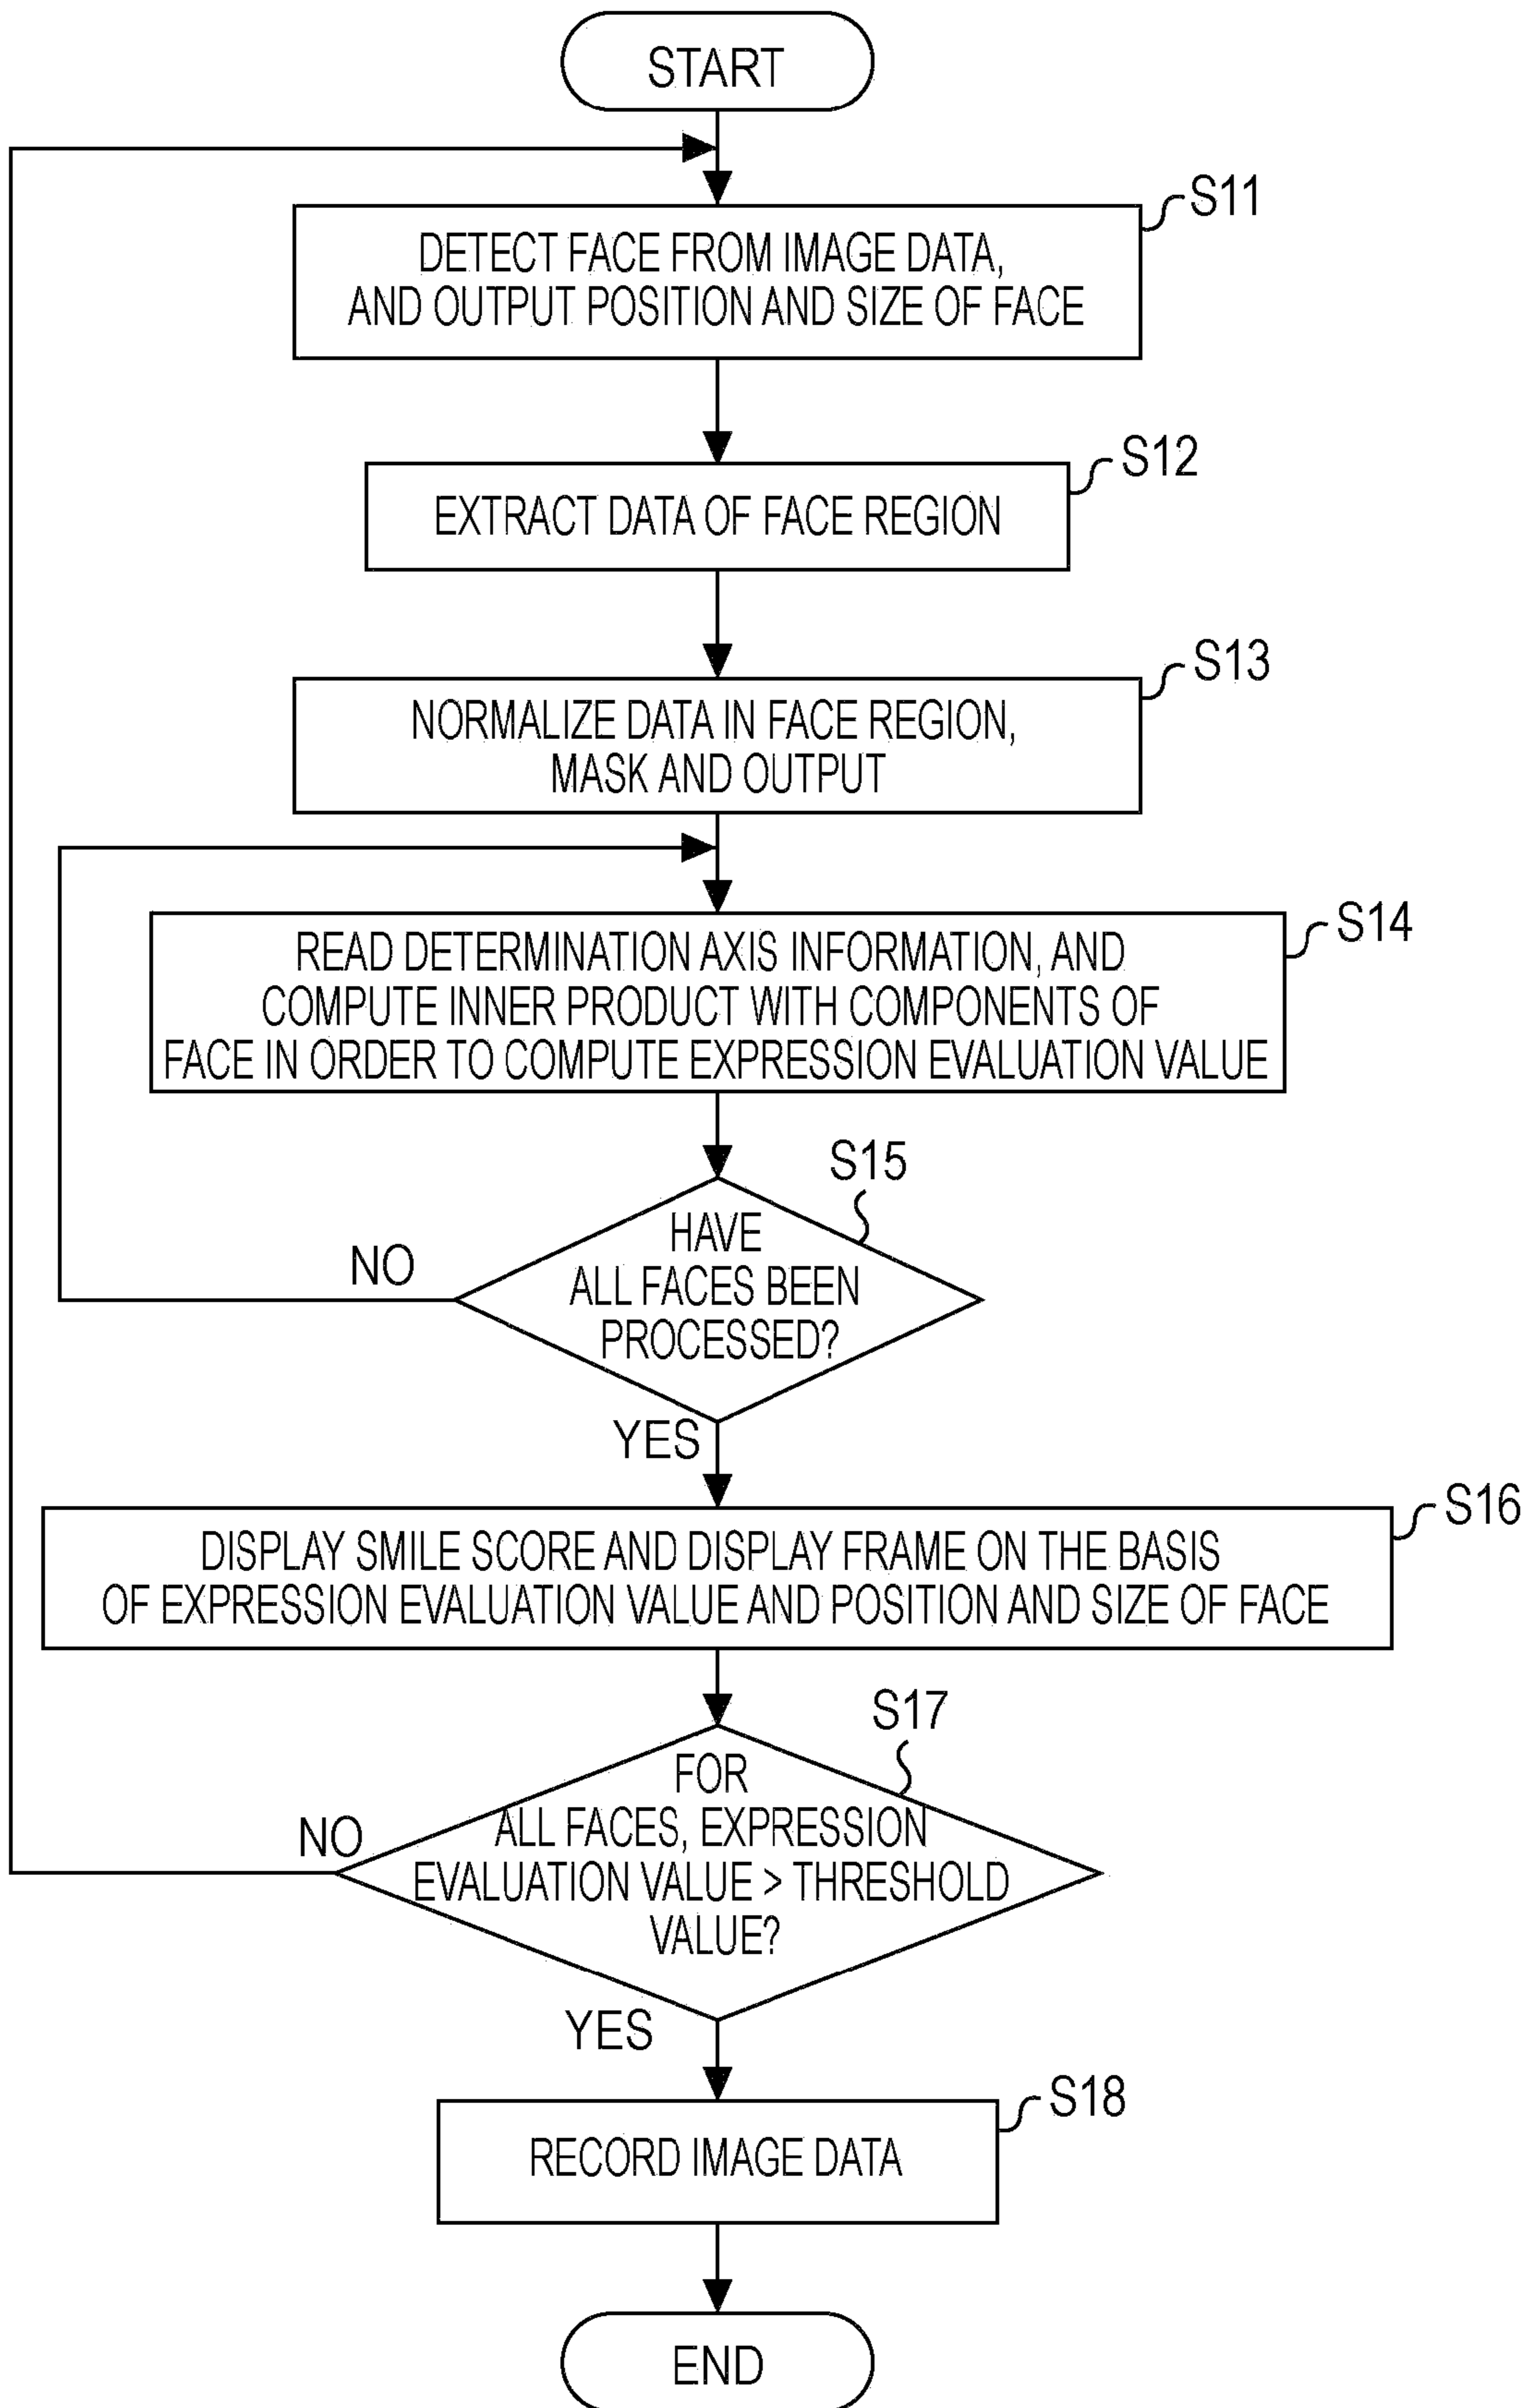 START
S11
DETECT FACE FROM IMAGE DATA,
AND OUTPUT POSITION AND SIZE OF FACE
S12
EXTRACT DATA OF FACE REGION
S13
NORMALIZE DATA IN FACE REGION,
MASK AND OUTPUT
S14
READ DETERMINATION AXIS INFORMATION, AND
COMPUTE INNER PRODUCT WITH COMPONENTS OF
FACE IN ORDER TO COMPUTE EXPRESSION EVALUATION VALUE
S15
HAVE
ALL FACES BEEN
PROCESSED?
NO
YES
S16
DISPLAY SMILE SCORE AND DISPLAY FRAME ON THE BASIS
OF EXPRESSION EVALUATION VALUE AND POSITION AND SIZE OF FACE
S17
FOR
ALL FACES, EXPRESSION
EVALUATION VALUE > THRESHOLD
VALUE?
NO
YES
S18
RECORD IMAGE DATA
END